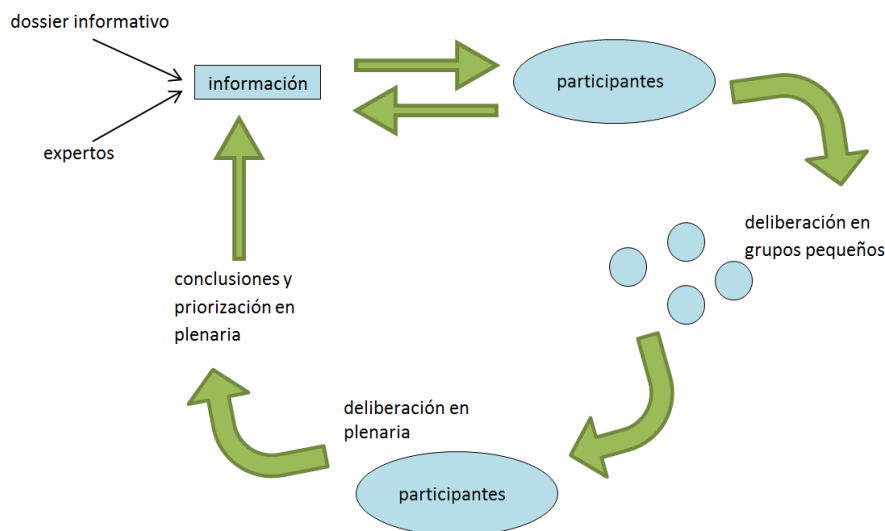 dossier informativo
información
participantes
expertos
deliberación en
grupos pequeños
conclusiones y
priorización en
plenaria
deliberación en
plenaria
participantes